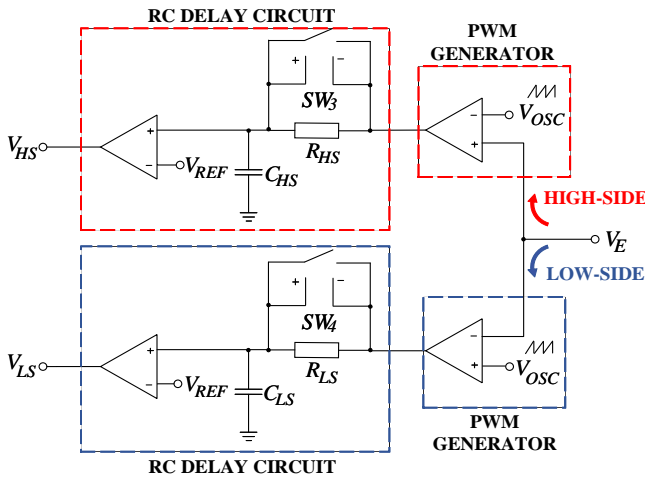 RC DELAY CIRCUIT
PWM
GENERATOR
+ -
SW3
VOSC
-
+
+
-
VHS
VREF
RHS
CHS
HIGH-SIDE
VE
LOW-SIDE
+ -
SW4
-
+
VOSC
+
-
VLS
VREF
RLS
CLS
PWM
GENERATOR
RC DELAY CIRCUIT